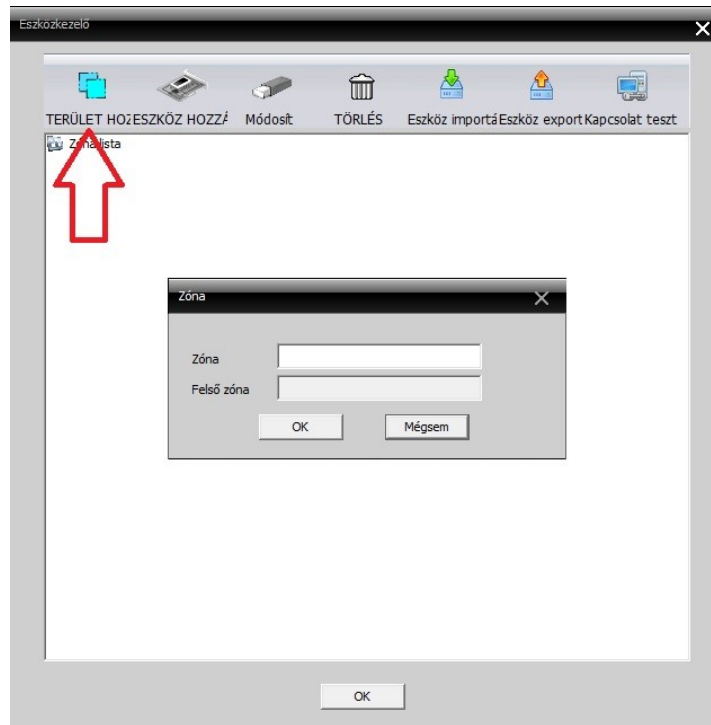 Eszközkezelő
TERÜLET HOZ ESZKÖZ HOZZÁ Módosít TÖRLÉS Eszköz importá Eszköz export Kapcsolat teszt
Zónalista
Zóna
Zóna
Felső zóna
OK Mégsem
OK